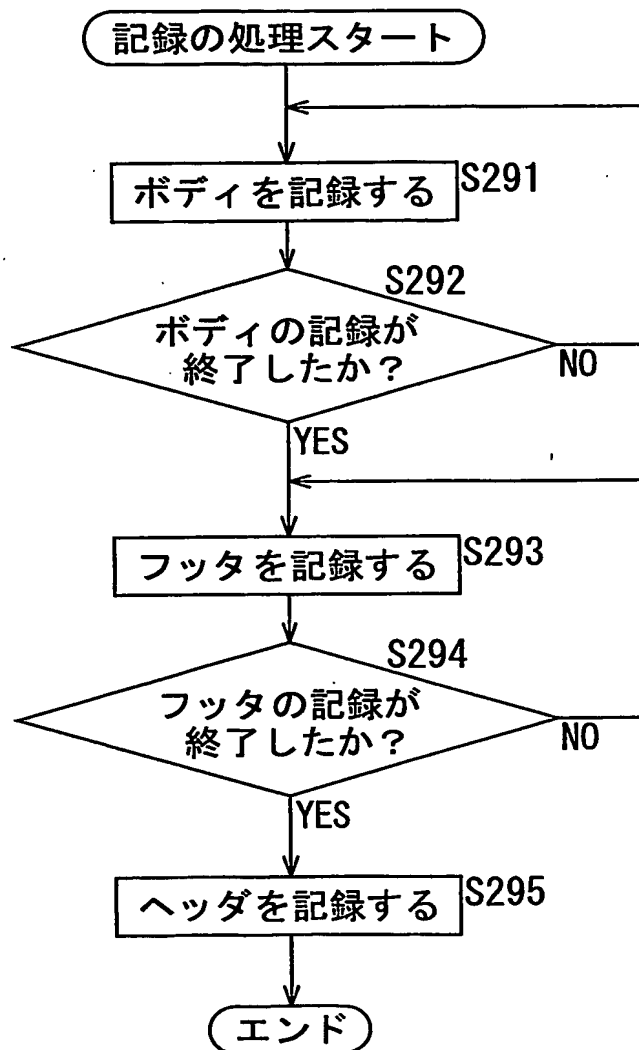 記録の処理スタート
ボディを記録する
S291
S292
ボディの記録が
終了したか?
NO
YES
フッタを記録する
S293
S294
フッタの記録が
終了したか?
NO
YES
ヘッダを記録する
S295
エンド